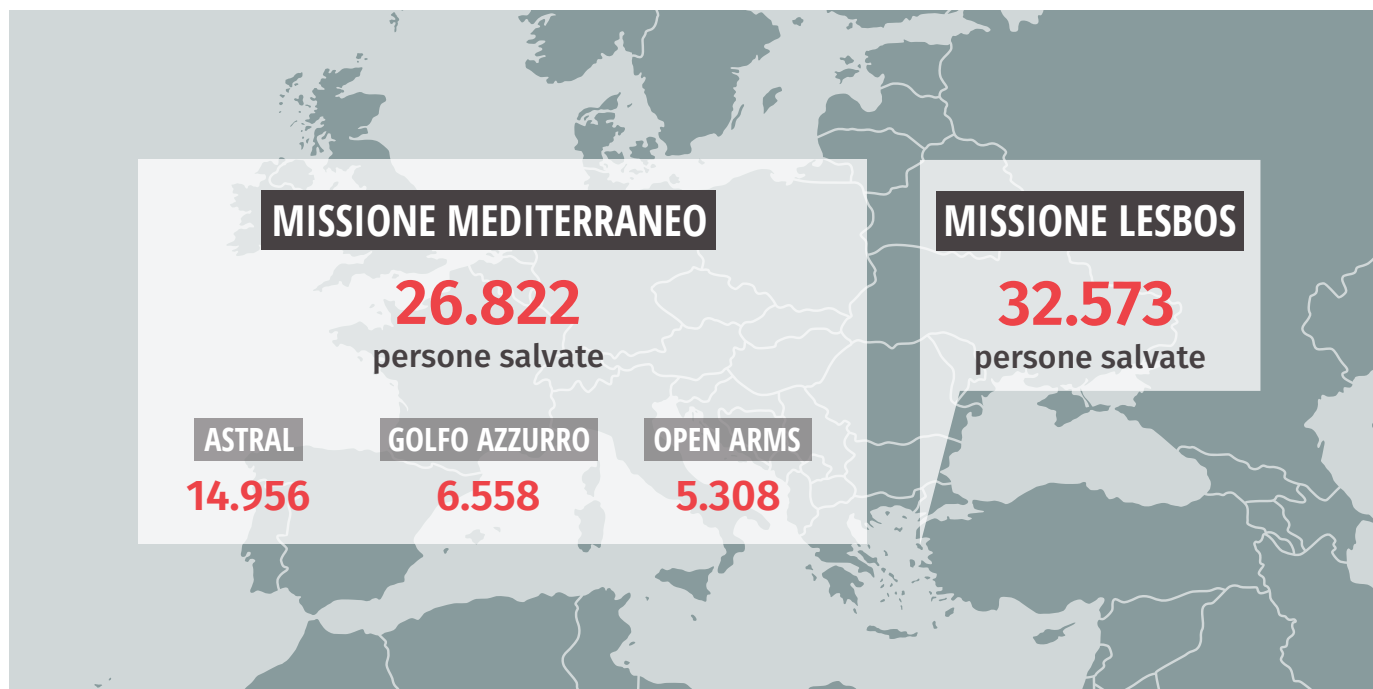 MISSIONE MEDITERRANEO
26.822
persone salvate
ASTRAL
14.956
GOLFO AZZURRO
6.558
OPEN ARMS
5.308
MISSIONE LESBOS
32.573
persone salvate